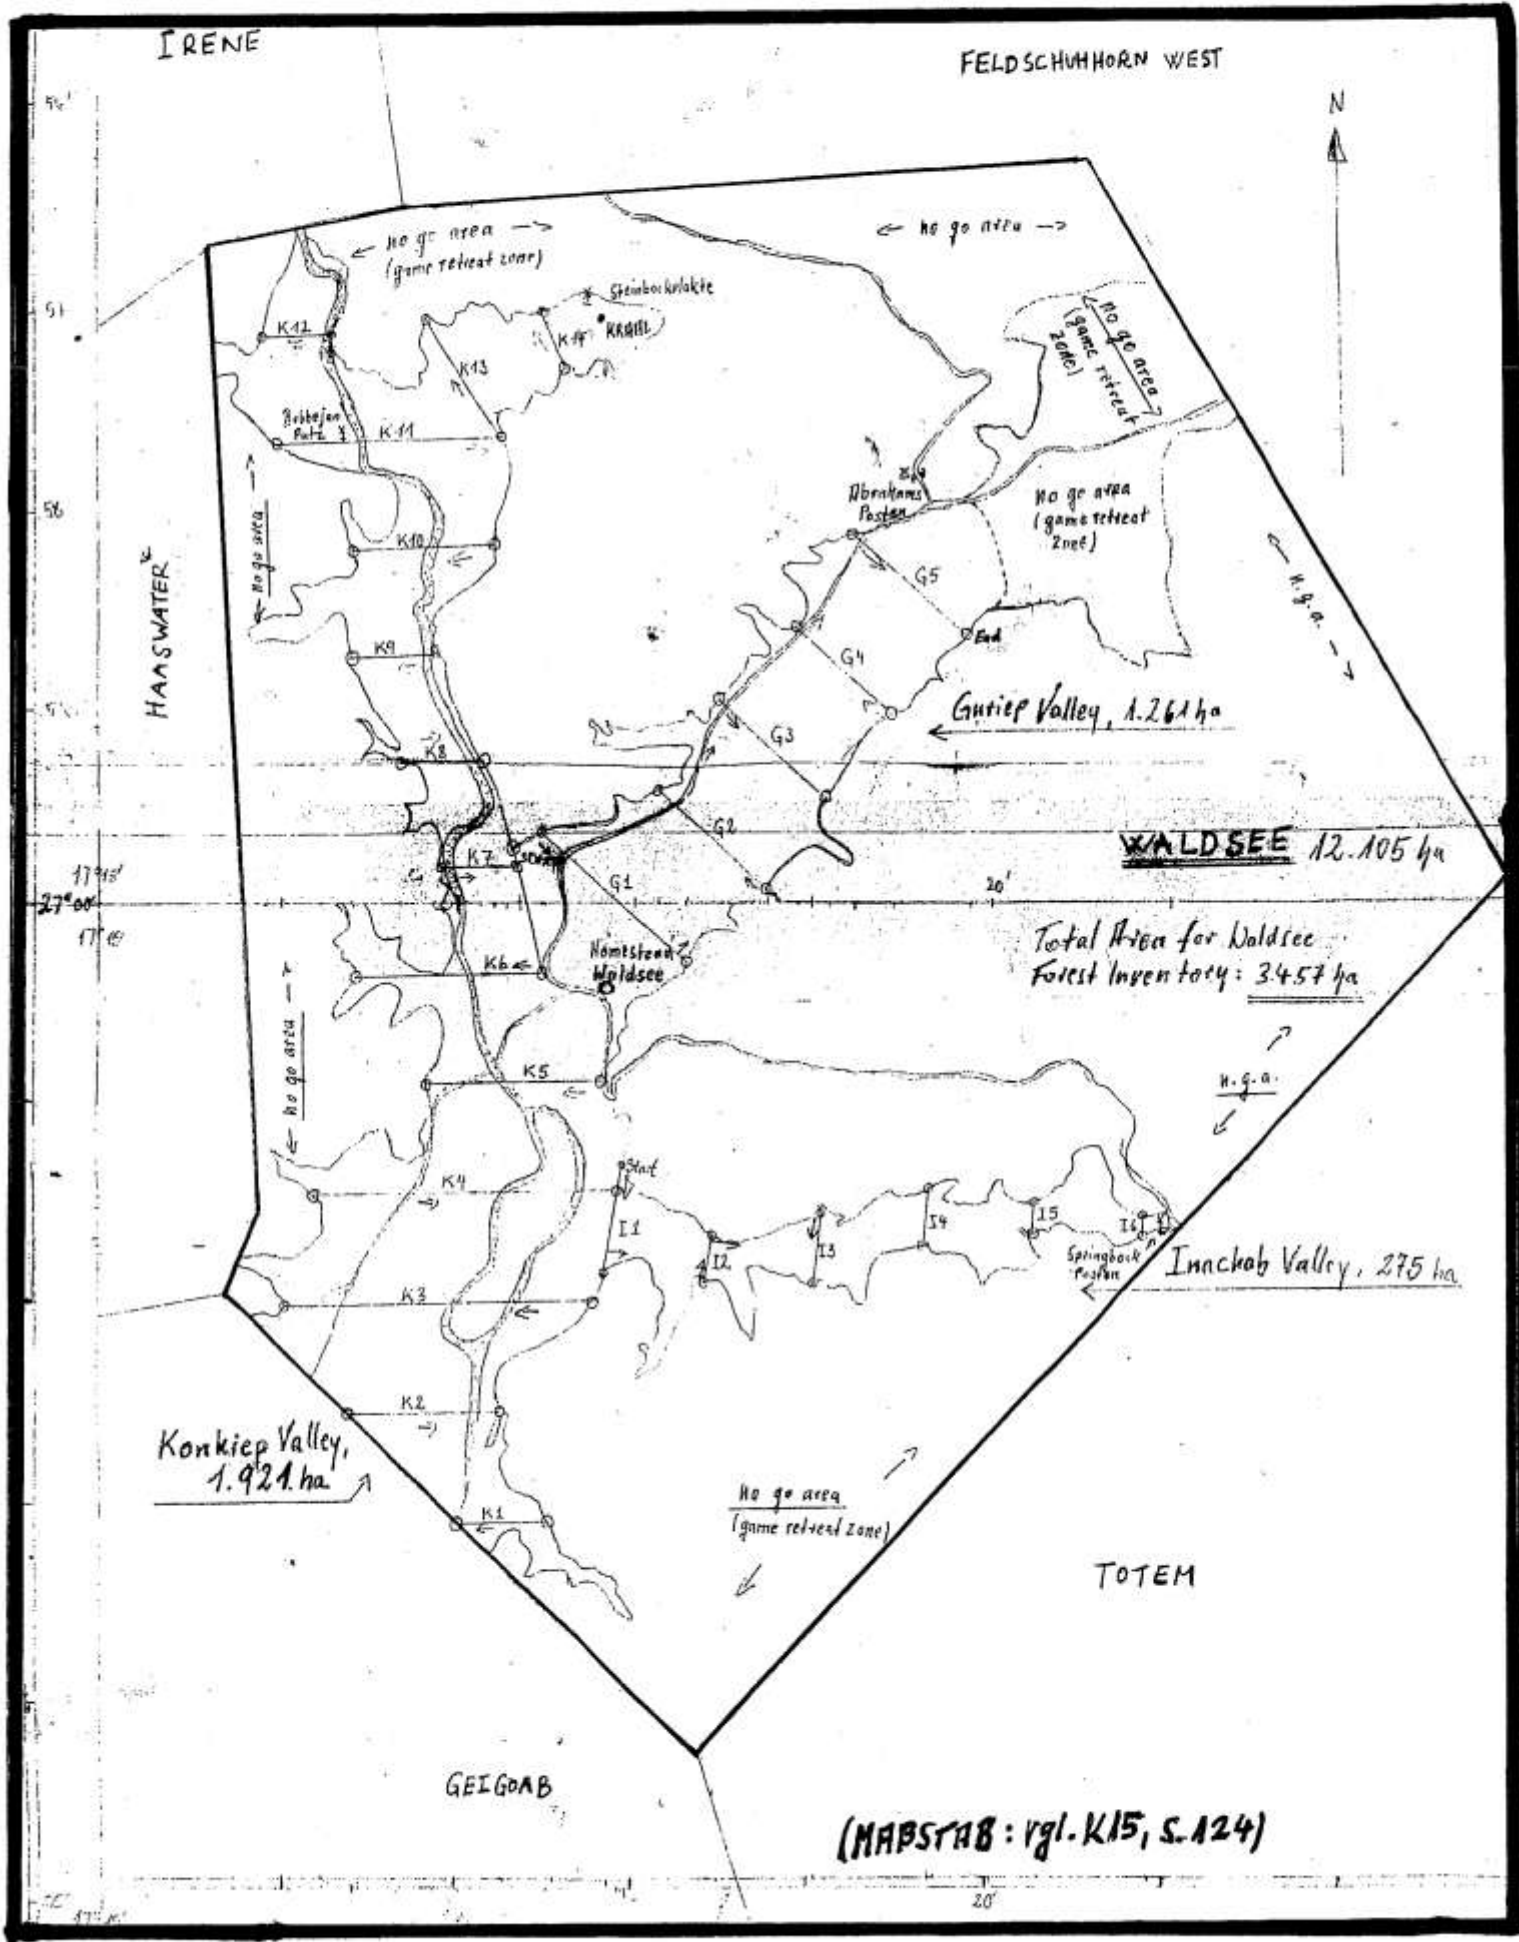 IRENE
FELDSCHUHHORN WEST
N
← no go area →
(game retreat zone)
← no go area →
Steinbockvlakte
K14
KRAAL
K12
K13
no go area
(game retreat
zone)
K11
no go area
K10
Abrahams
Posten
no go area
(game retreat
58
HAASWATER
G5
n.g.a.
K9
End
G4
Guriep Valley, 1.261 ha
G3
K8
G2
WALDSEE 12.105 ha
K7
G1
20'
27°00'
Total Area for Waldsee
Forest Inventory: 3.457 ha
Homestead
Waldsee
K6
no go area
K5
n.g.a.
Start
K4
I1
I2
I3
I4
I5
I6
Springbock
Posten
Innchab Valley, 275 ha
K3
K2
Konkiep Valley,
1.921 ha
no go area
(game retreat zone)
K1
TOTEM
GEIGOAB
(MAßSTAB: vgl. K15, S. 124)
20'